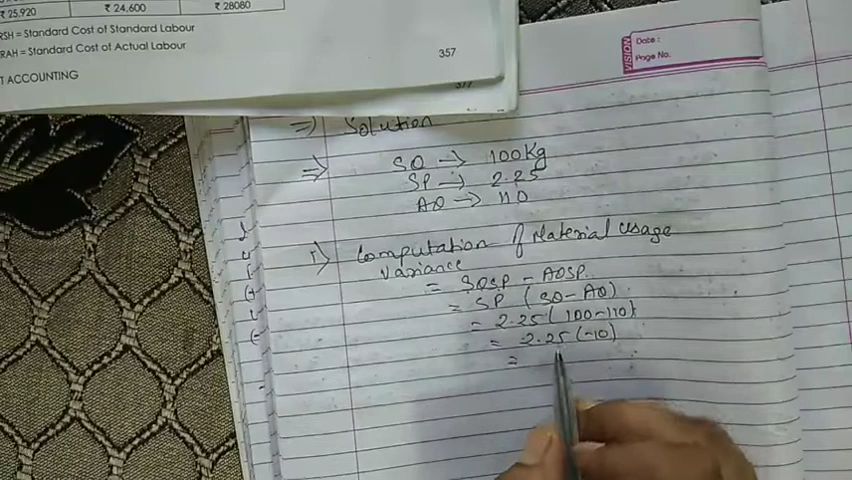 ₹ 25,920 ₹ 24,600 ₹ 28080
RSH = Standard Cost of Standard Labour
RAH = Standard Cost of Actual Labour
357
T ACCOUNTING
377
VISION
Date :
Page No.
⇒ Solution
⇒ SQ → 100Kg
SP → 2.25
AQ → 110
1) Computation of Material usage
variance
= SQSP - AQSP
= SP (SQ - AQ)
= 2.25 (100-110)
= 2.25 (-10)
=